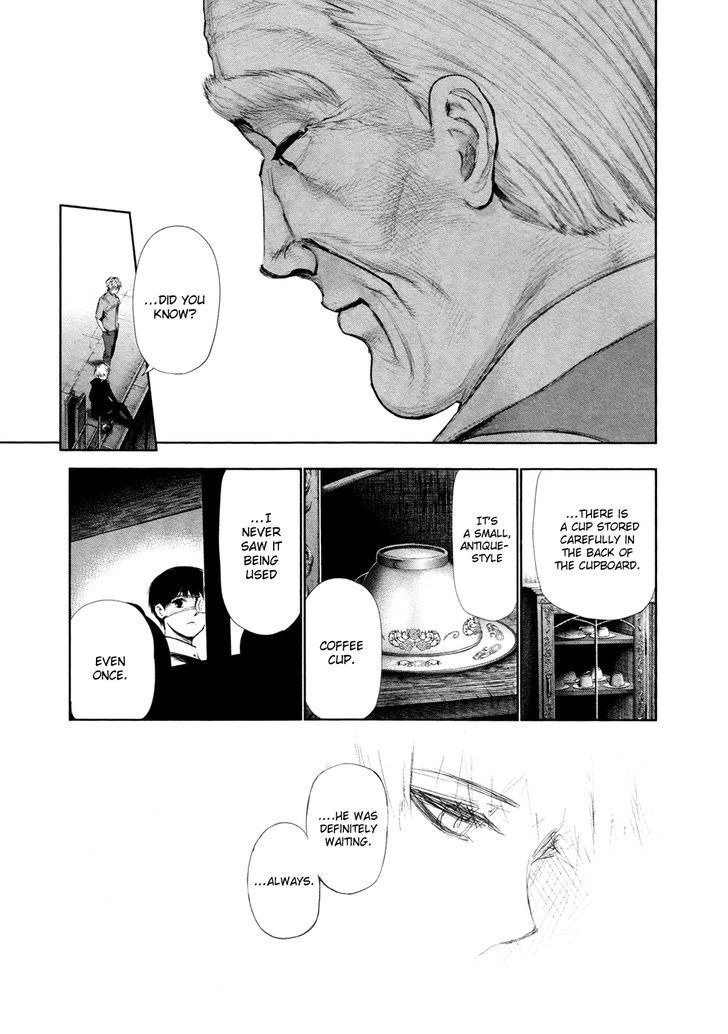 ...DID YOU
KNOW?
...THERE IS
A CUP STORED
CAREFULLY IN
THE BACK OF
THE CUPBOARD.
IT'S
A SMALL,
ANTIQUE-
STYLE
COFFEE
CUP.
...I
NEVER
SAW IT
BEING
USED
EVEN
ONCE.
....HE WAS
DEFINITELY
WAITING.
...ALWAYS.